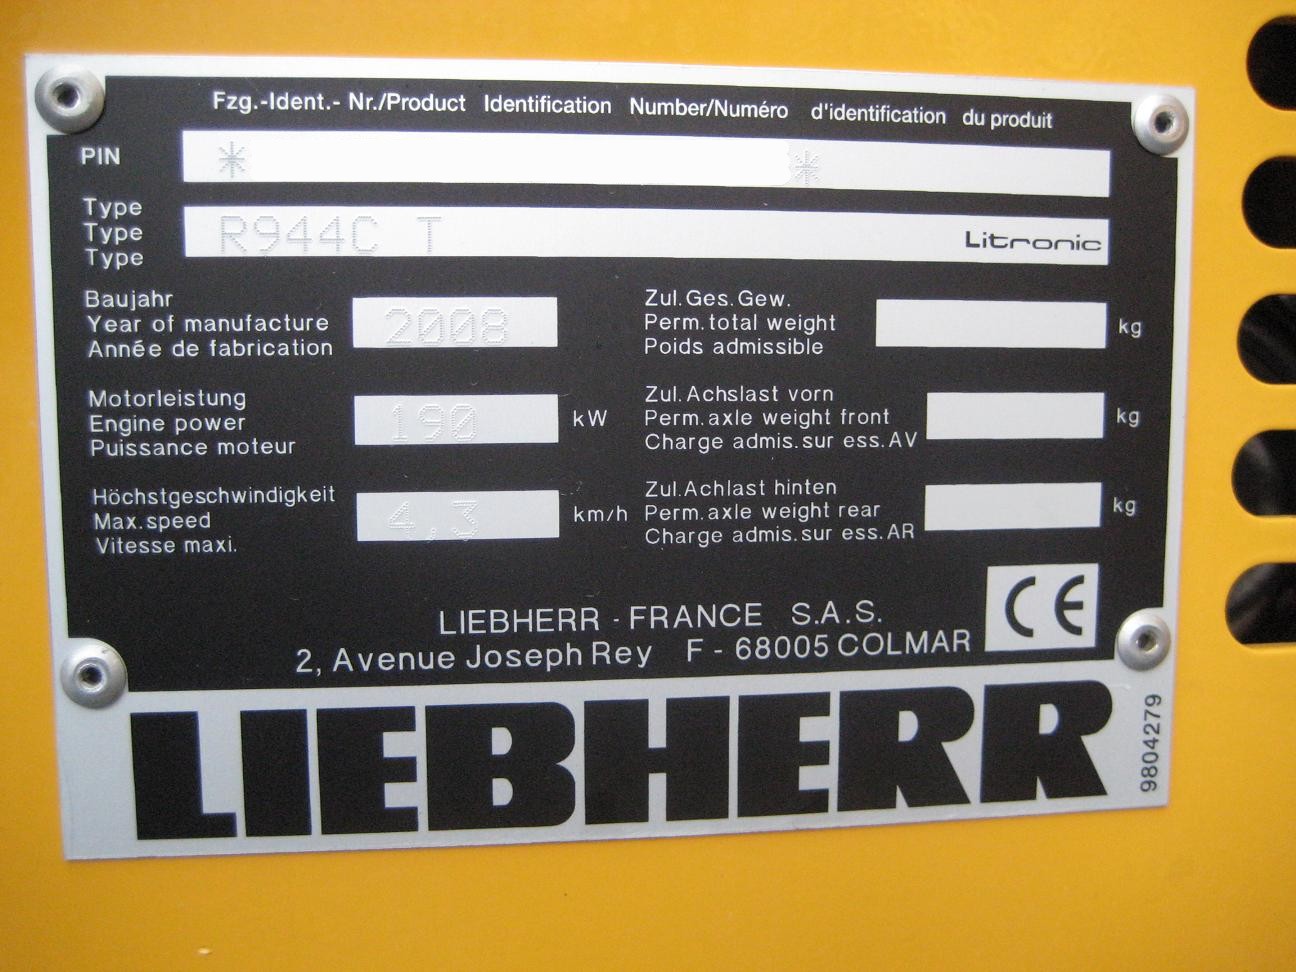 Fzg.-Ident.- Nr./Product Identification Number/Numéro d'identification du produit
PIN * *
Type
Type
Type
R944C T
Litronic
Baujahr
Year of manufacture
Année de fabrication
2008
Zul.Ges.Gew.
Perm.total weight
Poids admissible
kg
Motorleistung
Engine power
Puissance moteur
190 kW
Zul.Achslast vorn
Perm.axle weight front
Charge admis.sur ess.AV
kg
Höchstgeschwindigkeit
Max.speed
Vitesse maxi.
4,3 km/h
Zul.Achlast hinten
Perm.axle weight rear
Charge admis.sur ess.AR
kg
LIEBHERR - FRANCE S.A.S.
2, Avenue Joseph Rey F - 68005 COLMAR
CE
LIEBHERR
9804279